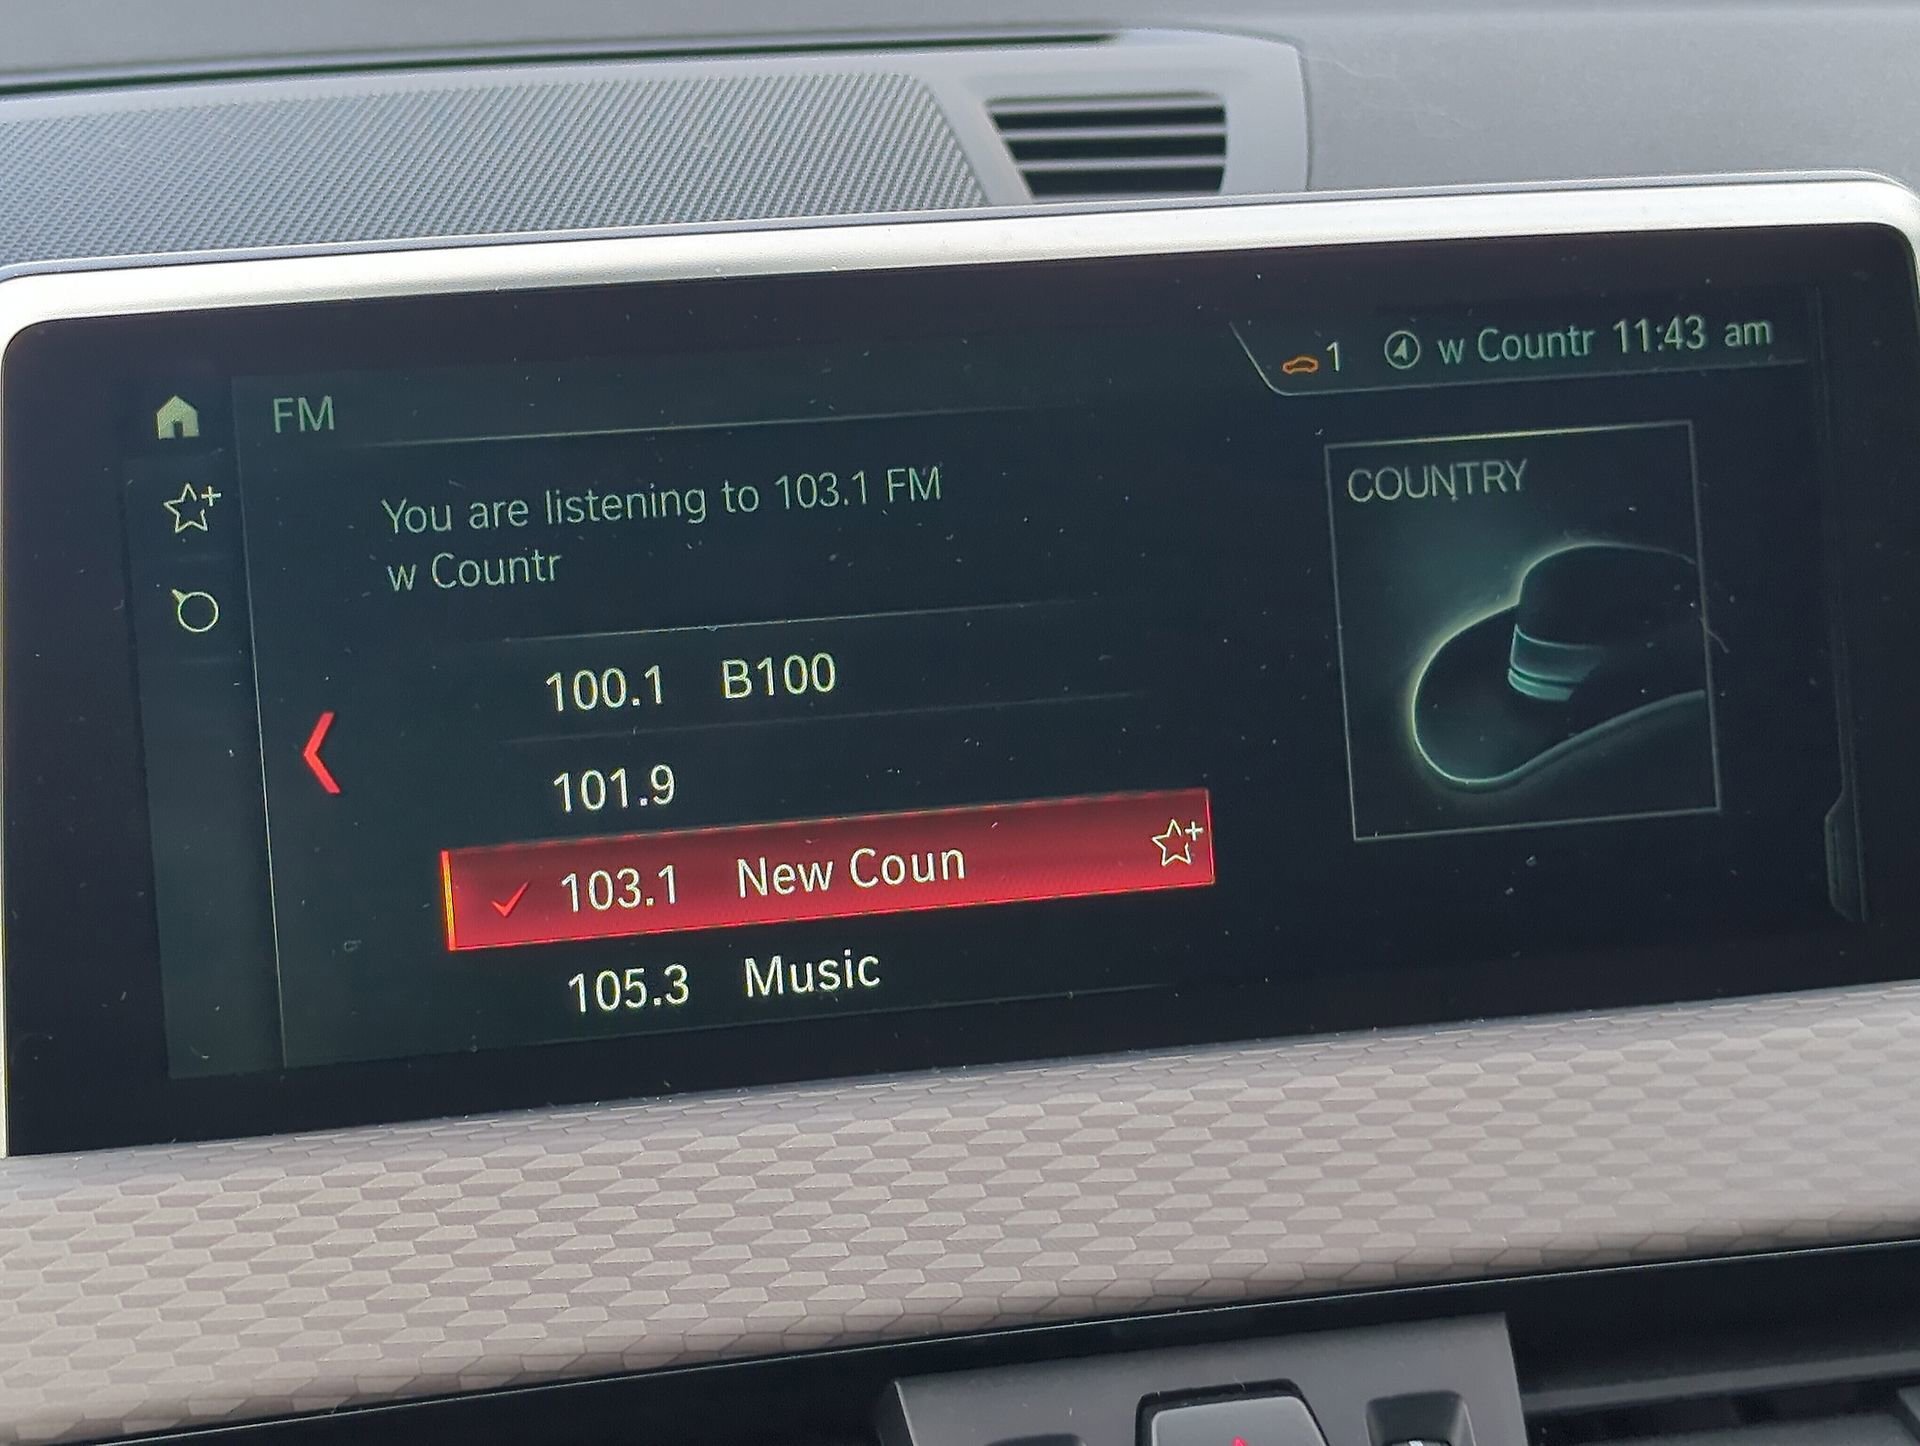 1 w Countr 11:43 am
FM
COUNTRY
You are listening to 103.1 FM
w Countr
100.1 B100
101.9
103.1 New Coun
105.3 Music